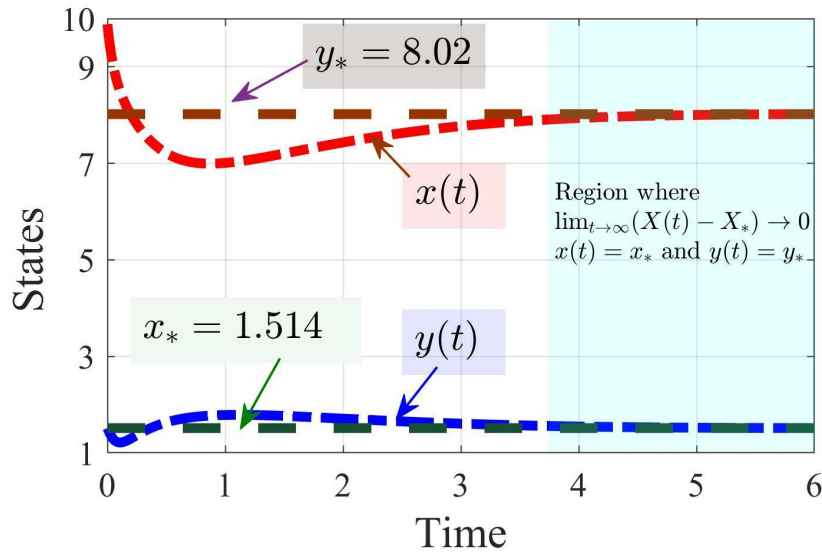 10
9
7
5
3
1
States
y_* = 8.02
x(t)
Region where
lim_{t→∞}(X(t) − X_*) → 0
x(t) = x_* and y(t) = y_*
x_* = 1.514
y(t)
0 1 2 3 4 5 6
Time